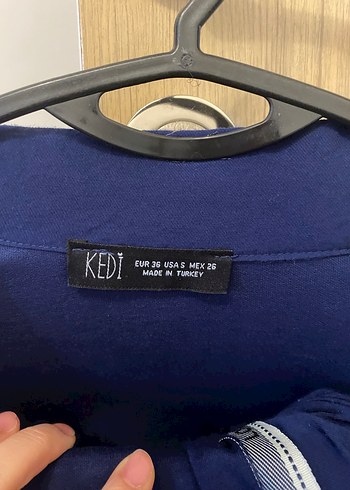 KEDİ
EUR 36 USA S MEX 26
MADE IN TURKEY